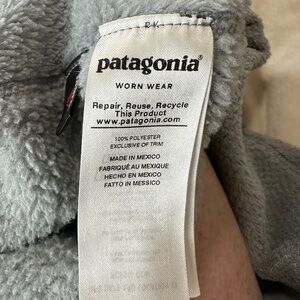 patagonia®
WORN WEAR
Repair, Reuse, Recycle
This Product
www.patagonia.com
100% POLYESTER
EXCLUSIVE OF TRIM
MADE IN MEXICO
FABRIQUÉ AU MEXIQUE
HECHO EN MÉXICO
FATTO IN MESSICO